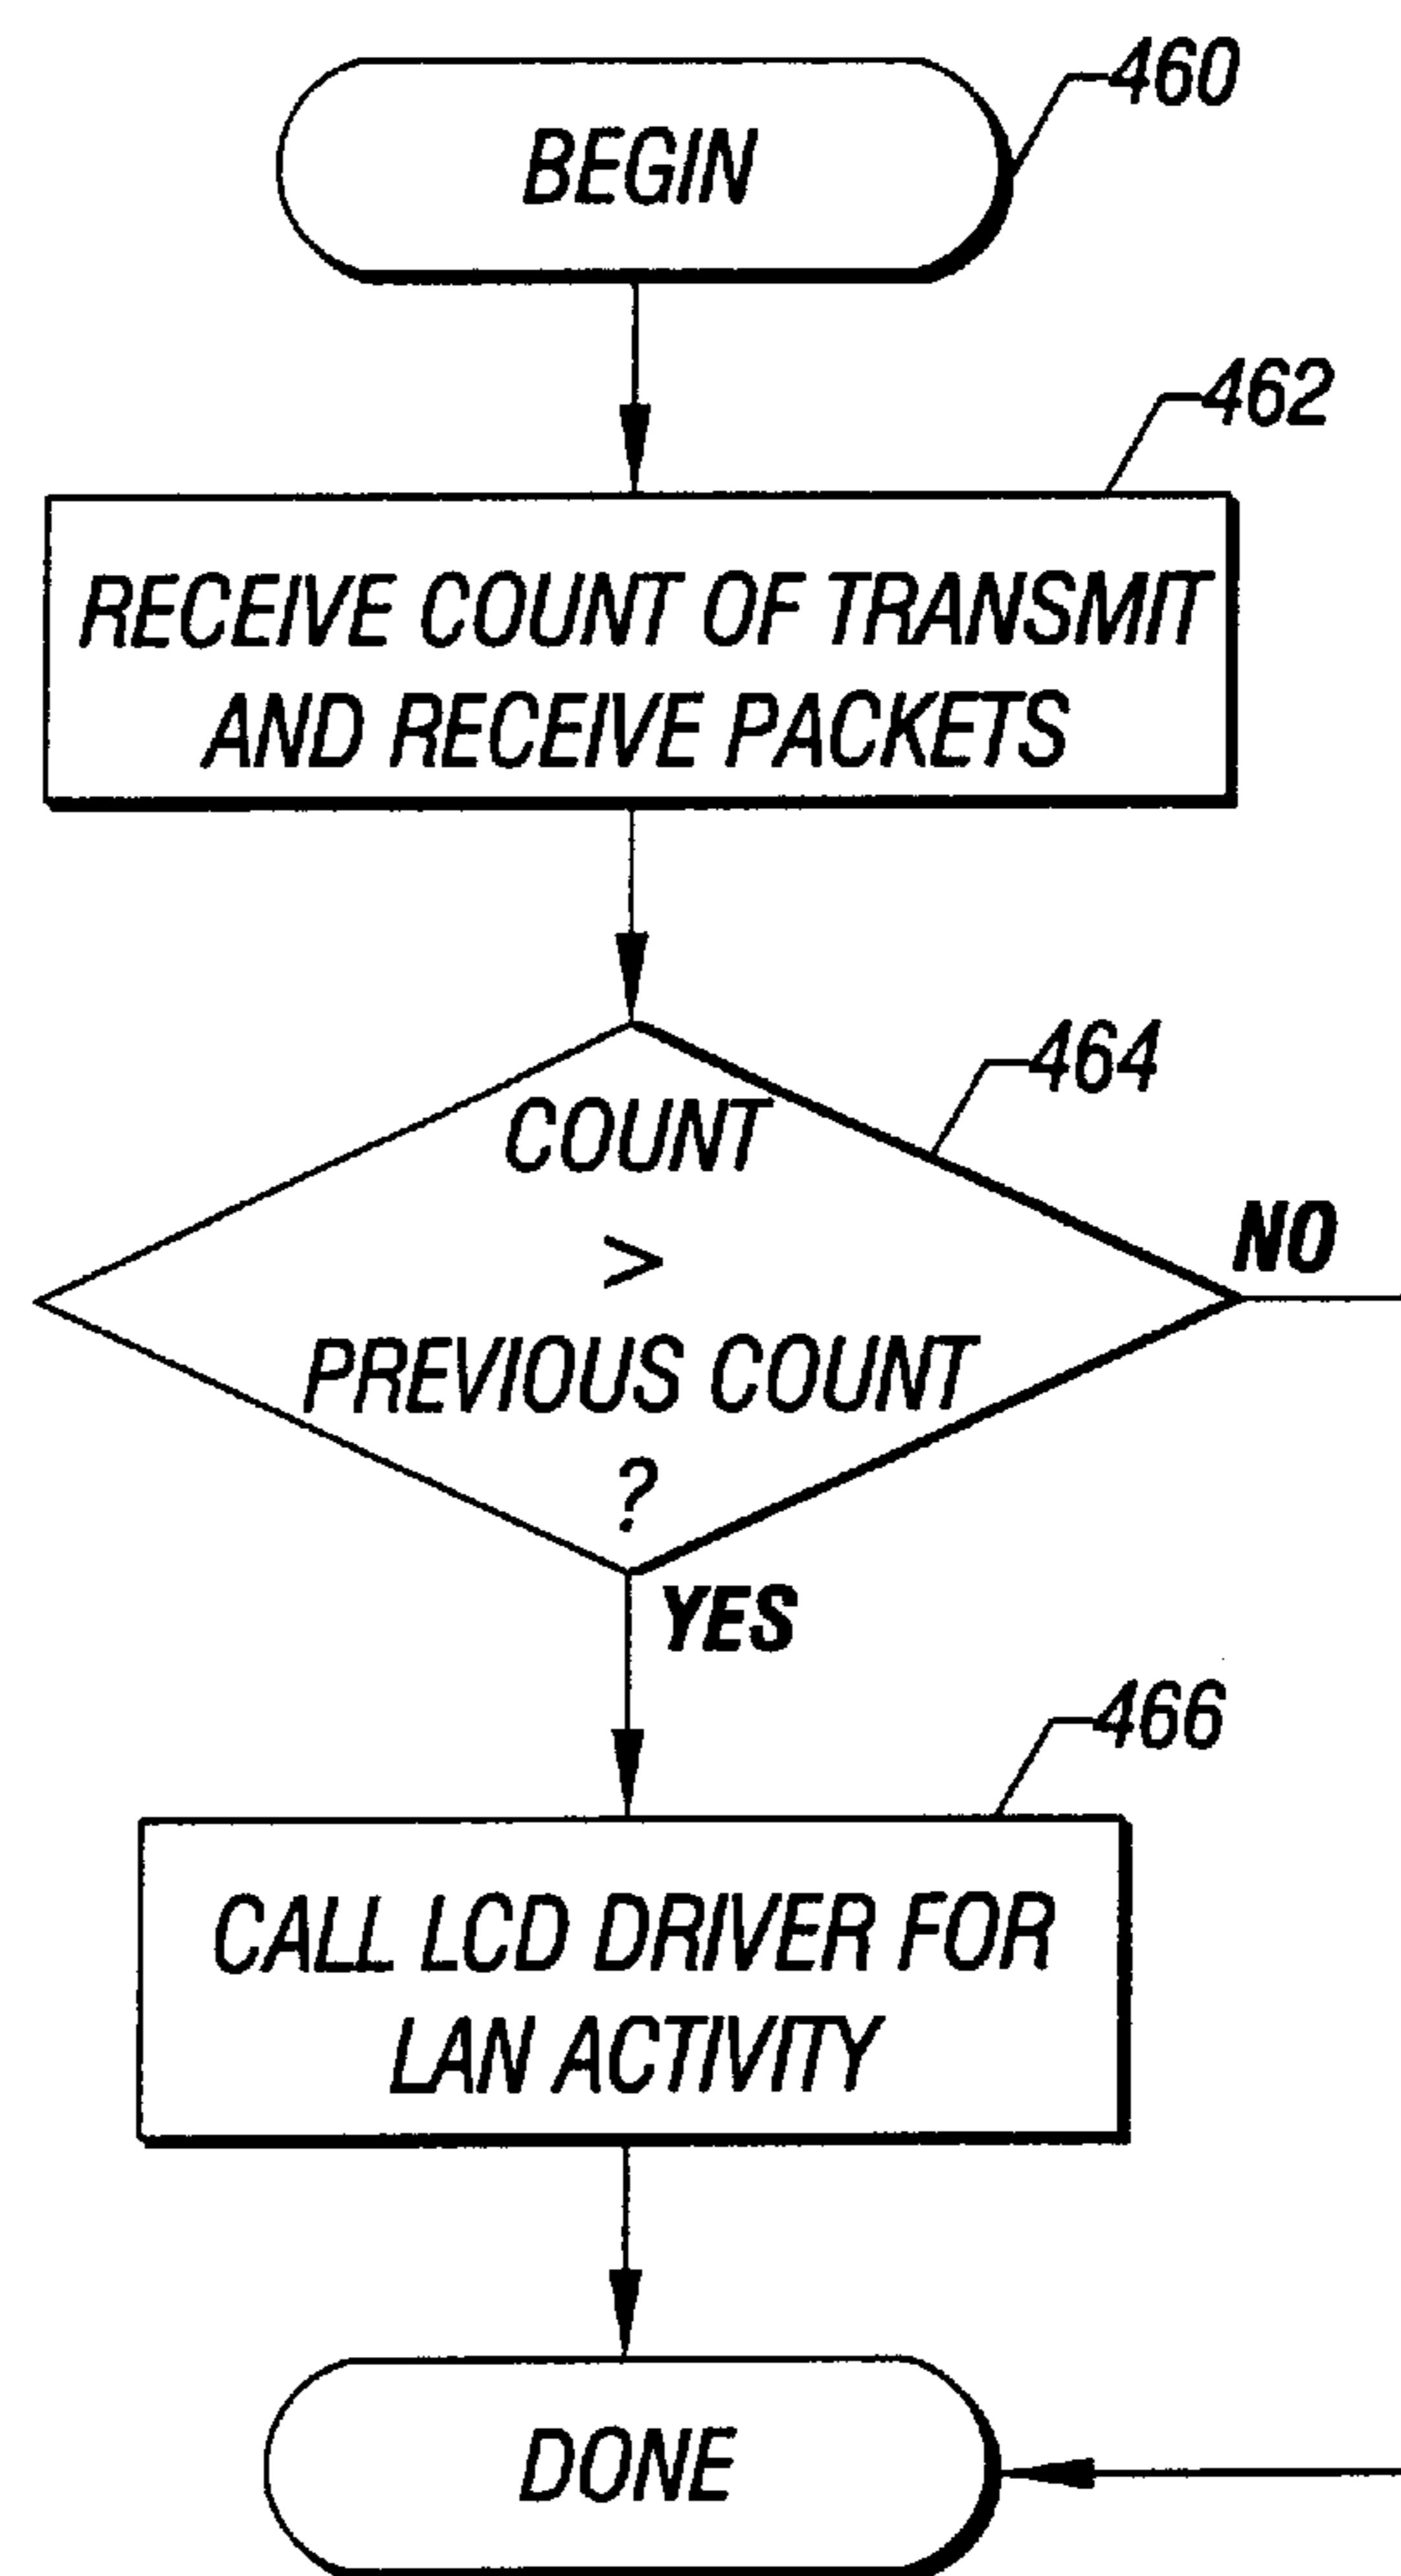 460
BEGIN
462
RECEIVE COUNT OF TRANSMIT
AND RECEIVE PACKETS
464
COUNT
>
PREVIOUS COUNT
?
NO
YES
466
CALL LCD DRIVER FOR
LAN ACTIVITY
DONE